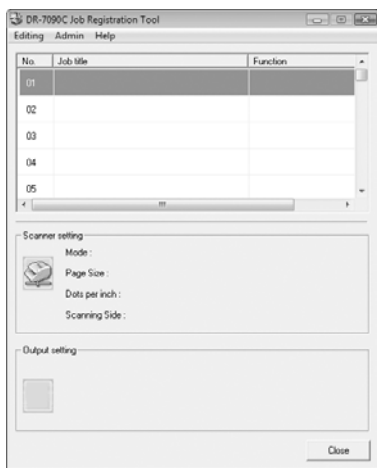 DR-7090C Job Registration Tool
Editing Admin Help
No. Job title Function
01
02
03
04
05
Scanner setting
Mode :
Page Size :
Dots per inch :
Scanning Side :
Output setting
Close